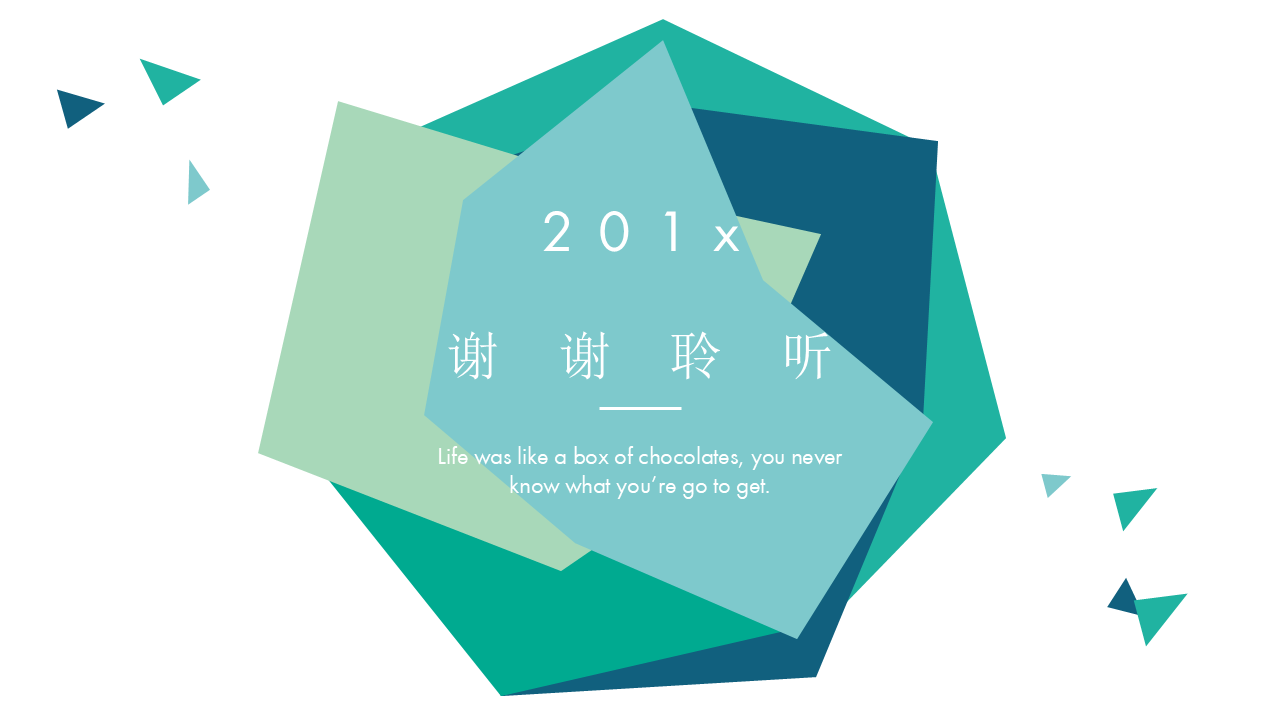 201x
谢谢聆听
Life was like a box of chocolates, you never
know what you're go to get.